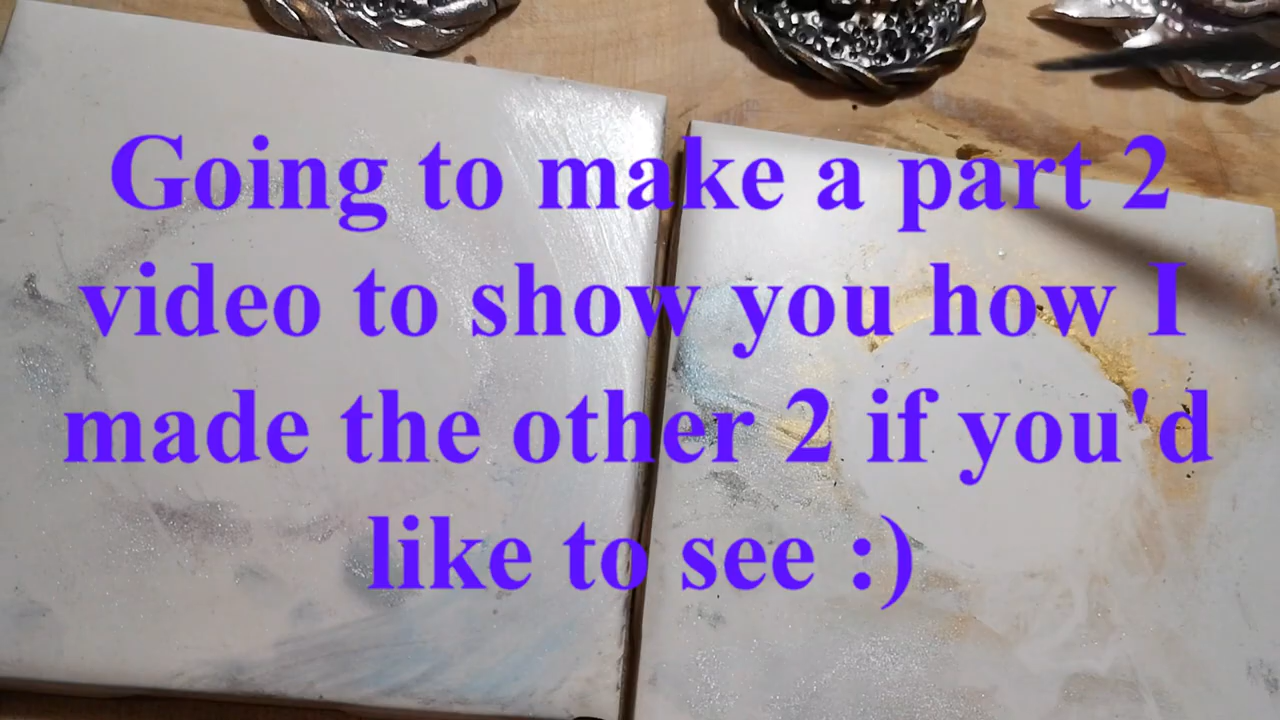 Going to make a part 2
video to show you how I
made the other 2 if you'd
like to see :)